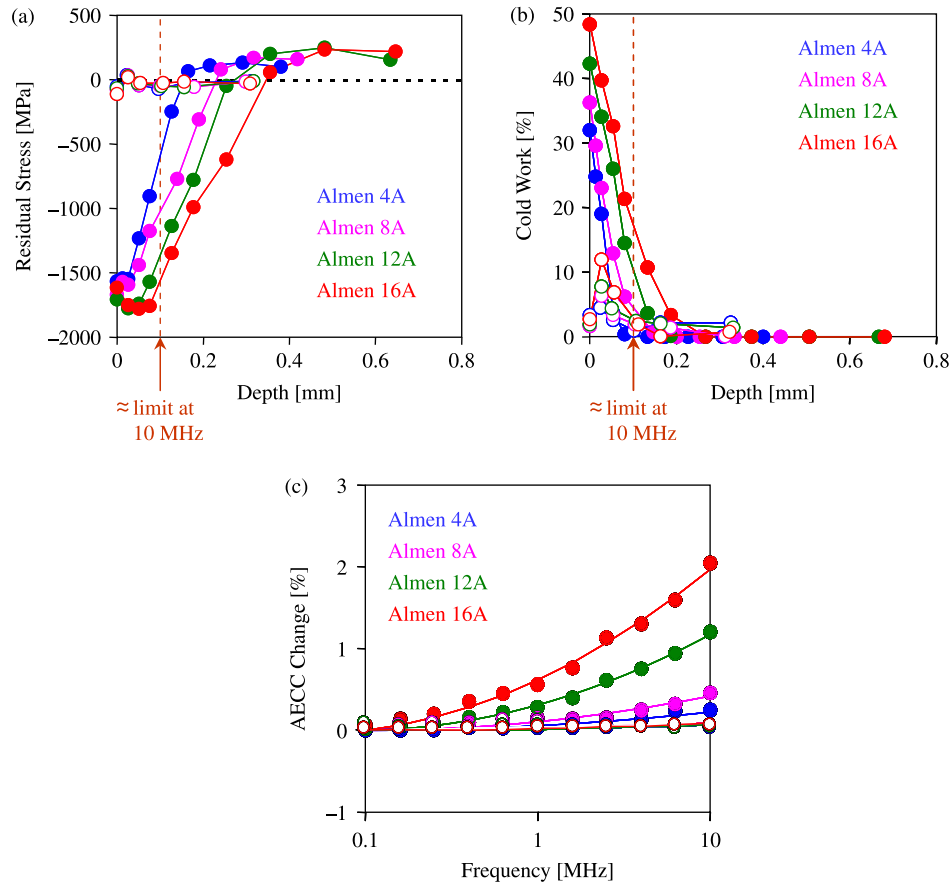 (a)
500
0
−500
−1000
−1500
−2000
Residual Stress [MPa]
Almen 4A
Almen 8A
Almen 12A
Almen 16A
0
0.2
0.4
0.6
0.8
Depth [mm]
≈ limit at
10 MHz
(b)
50
40
30
20
10
0
Cold Work [%]
Almen 4A
Almen 8A
Almen 12A
Almen 16A
0
0.2
0.4
0.6
0.8
Depth [mm]
≈ limit at
10 MHz
(c)
3
2
1
0
−1
AECC Change [%]
Almen 4A
Almen 8A
Almen 12A
Almen 16A
0.1
1
10
Frequency [MHz]